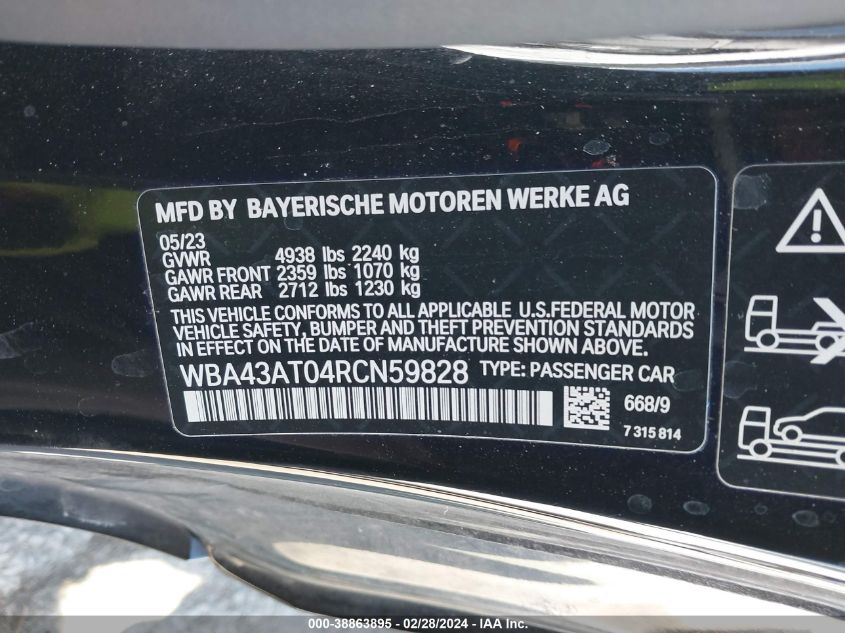 MFD BY BAYERISCHE MOTOREN WERKE AG
05/23
GVWR 4938 lbs 2240 kg
GAWR FRONT 2359 lbs 1070 kg
GAWR REAR 2712 lbs 1230 kg
THIS VEHICLE CONFORMS TO ALL APPLICABLE U.S.FEDERAL MOTOR
VEHICLE SAFETY, BUMPER AND THEFT PREVENTION STANDARDS
IN EFFECT ON THE DATE OF MANUFACTURE SHOWN ABOVE.
WBA43AT04RCN59828 TYPE: PASSENGER CAR
668/9
7 315 814
000-38863895 - 02/28/2024 - IAA Inc.